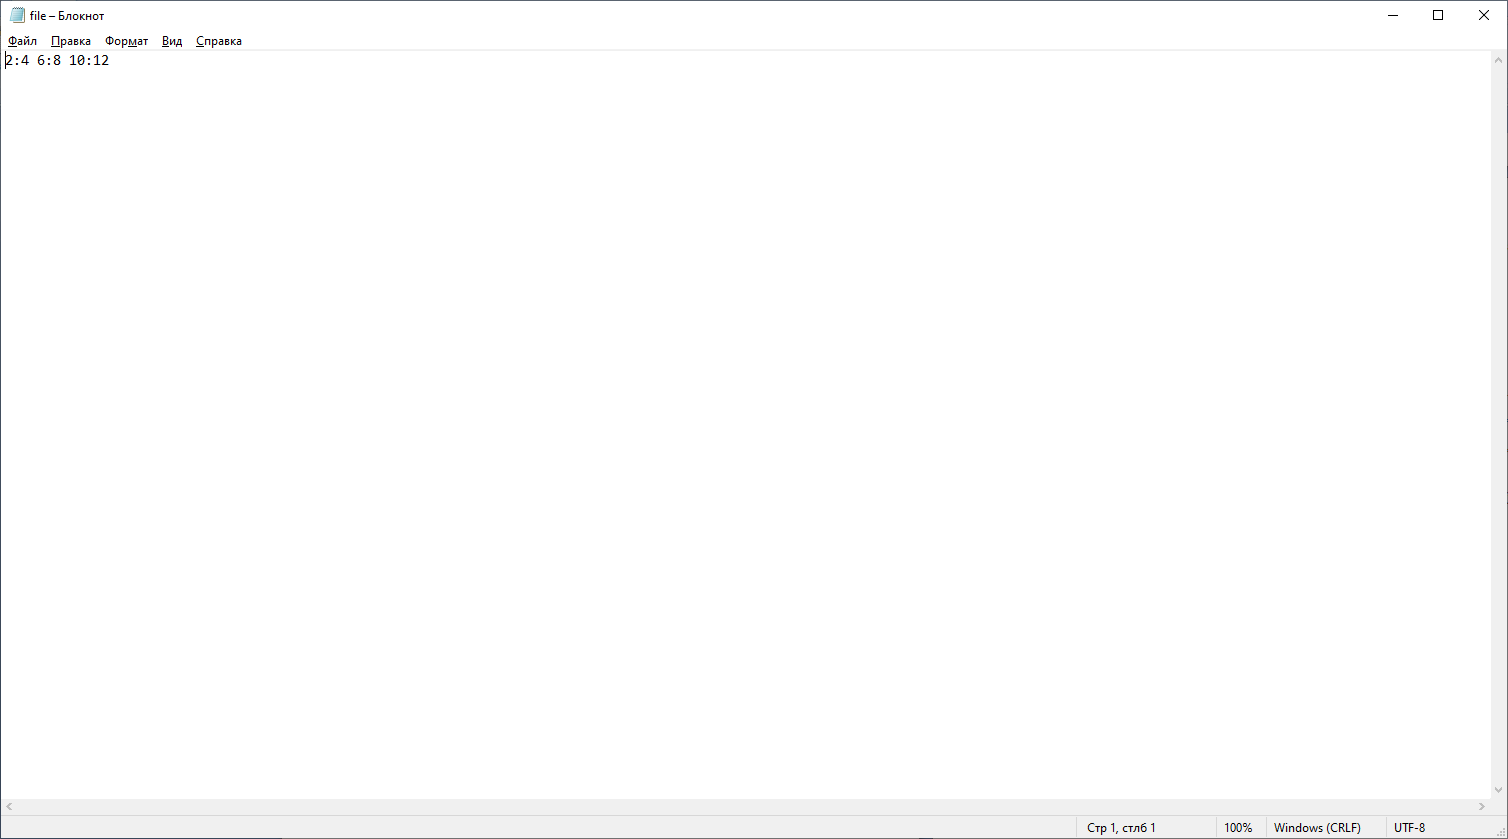 file – Блокнот
Файл Правка Формат Вид Справка
2:4 6:8 10:12
Стр 1, стлб 1 100% Windows (CRLF) UTF-8